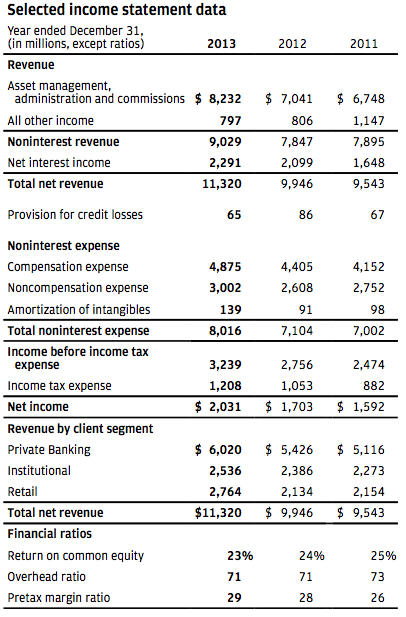 Selected income statement data
Year ended December 31,
(in millions, except ratios) 2013 2012 2011
Revenue
Asset management,
administration and commissions $ 8,232 $ 7,041 $ 6,748
All other income 797 806 1,147
Noninterest revenue 9,029 7,847 7,895
Net interest income 2,291 2,099 1,648
Total net revenue 11,320 9,946 9,543
Provision for credit losses 65 86 67
Noninterest expense
Compensation expense 4,875 4,405 4,152
Noncompensation expense 3,002 2,608 2,752
Amortization of intangibles 139 91 98
Total noninterest expense 8,016 7,104 7,002
Income before income tax
expense 3,239 2,756 2,474
Income tax expense 1,208 1,053 882
Net income $ 2,031 $ 1,703 $ 1,592
Revenue by client segment
Private Banking $ 6,020 $ 5,426 $ 5,116
Institutional 2,536 2,386 2,273
Retail 2,764 2,134 2,154
Total net revenue $11,320 $ 9,946 $ 9,543
Financial ratios
Return on common equity 23% 24% 25%
Overhead ratio 71 71 73
Pretax margin ratio 29 28 26